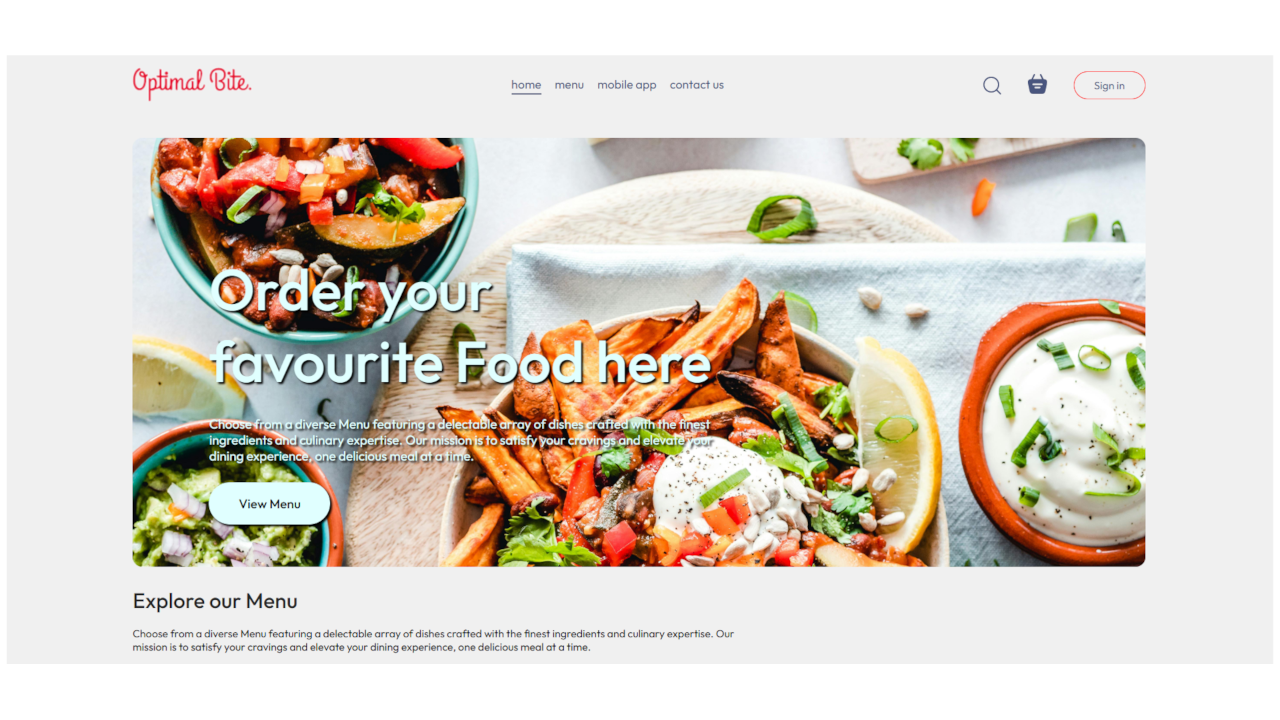 Optimal Bite.
home menu mobile app contact us
Sign in
Order your
favourite Food here
Choose from a diverse Menu featuring a delectable array of dishes crafted with the finest
ingredients and culinary expertise. Our mission is to satisfy your cravings and elevate your
dining experience, one delicious meal at a time.
View Menu
Explore our Menu
Choose from a diverse Menu featuring a delectable array of dishes crafted with the finest ingredients and culinary expertise. Our
mission is to satisfy your cravings and elevate your dining experience, one delicious meal at a time.